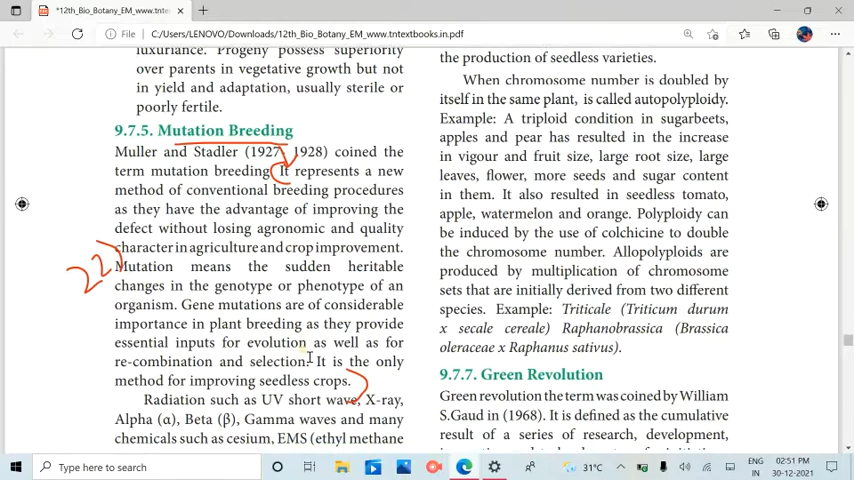 *12th_Bio_Botany_EM_www.tntext
File C:/Users/LENOVO/Downloads/12th_Bio_Botany_EM_www.tntextbooks.in.pdf
luxuriance. Progeny possess superiority
over parents in vegetative growth but not
in yield and adaptation, usually sterile or
poorly fertile.
9.7.5. Mutation Breeding
Muller and Stadler (1927- 1928) coined the
term mutation breeding. It represents a new
method of conventional breeding procedures
as they have the advantage of improving the
defect without losing agronomic and quality
character in agriculture and crop improvement.
Mutation means the sudden heritable
changes in the genotype or phenotype of an
organism. Gene mutations are of considerable
importance in plant breeding as they provide
essential inputs for evolution as well as for
re-combination and selection. It is the only
method for improving seedless crops.
Radiation such as UV short wave, X-ray,
Alpha (α), Beta (β), Gamma waves and many
chemicals such as cesium, EMS (ethyl methane
22)
the production of seedless varieties.
When chromosome number is doubled by
itself in the same plant, is called autopolyploidy.
Example: A triploid condition in sugarbeets,
apples and pear has resulted in the increase
in vigour and fruit size, large root size, large
leaves, flower, more seeds and sugar content
in them. It also resulted in seedless tomato,
apple, watermelon and orange. Polyploidy can
be induced by the use of colchicine to double
the chromosome number. Allopolyploids are
produced by multiplication of chromosome
sets that are initially derived from two different
species. Example: Triticale (Triticum durum
x secale cereale) Raphanobrassica (Brassica
oleraceae x Raphanus sativus).
9.7.7. Green Revolution
Green revolution the term was coined by William
S.Gaud in (1968). It is defined as the cumulative
result of a series of research, development,
Type here to search
31°C
ENG
IN
02:51 PM
30-12-2021